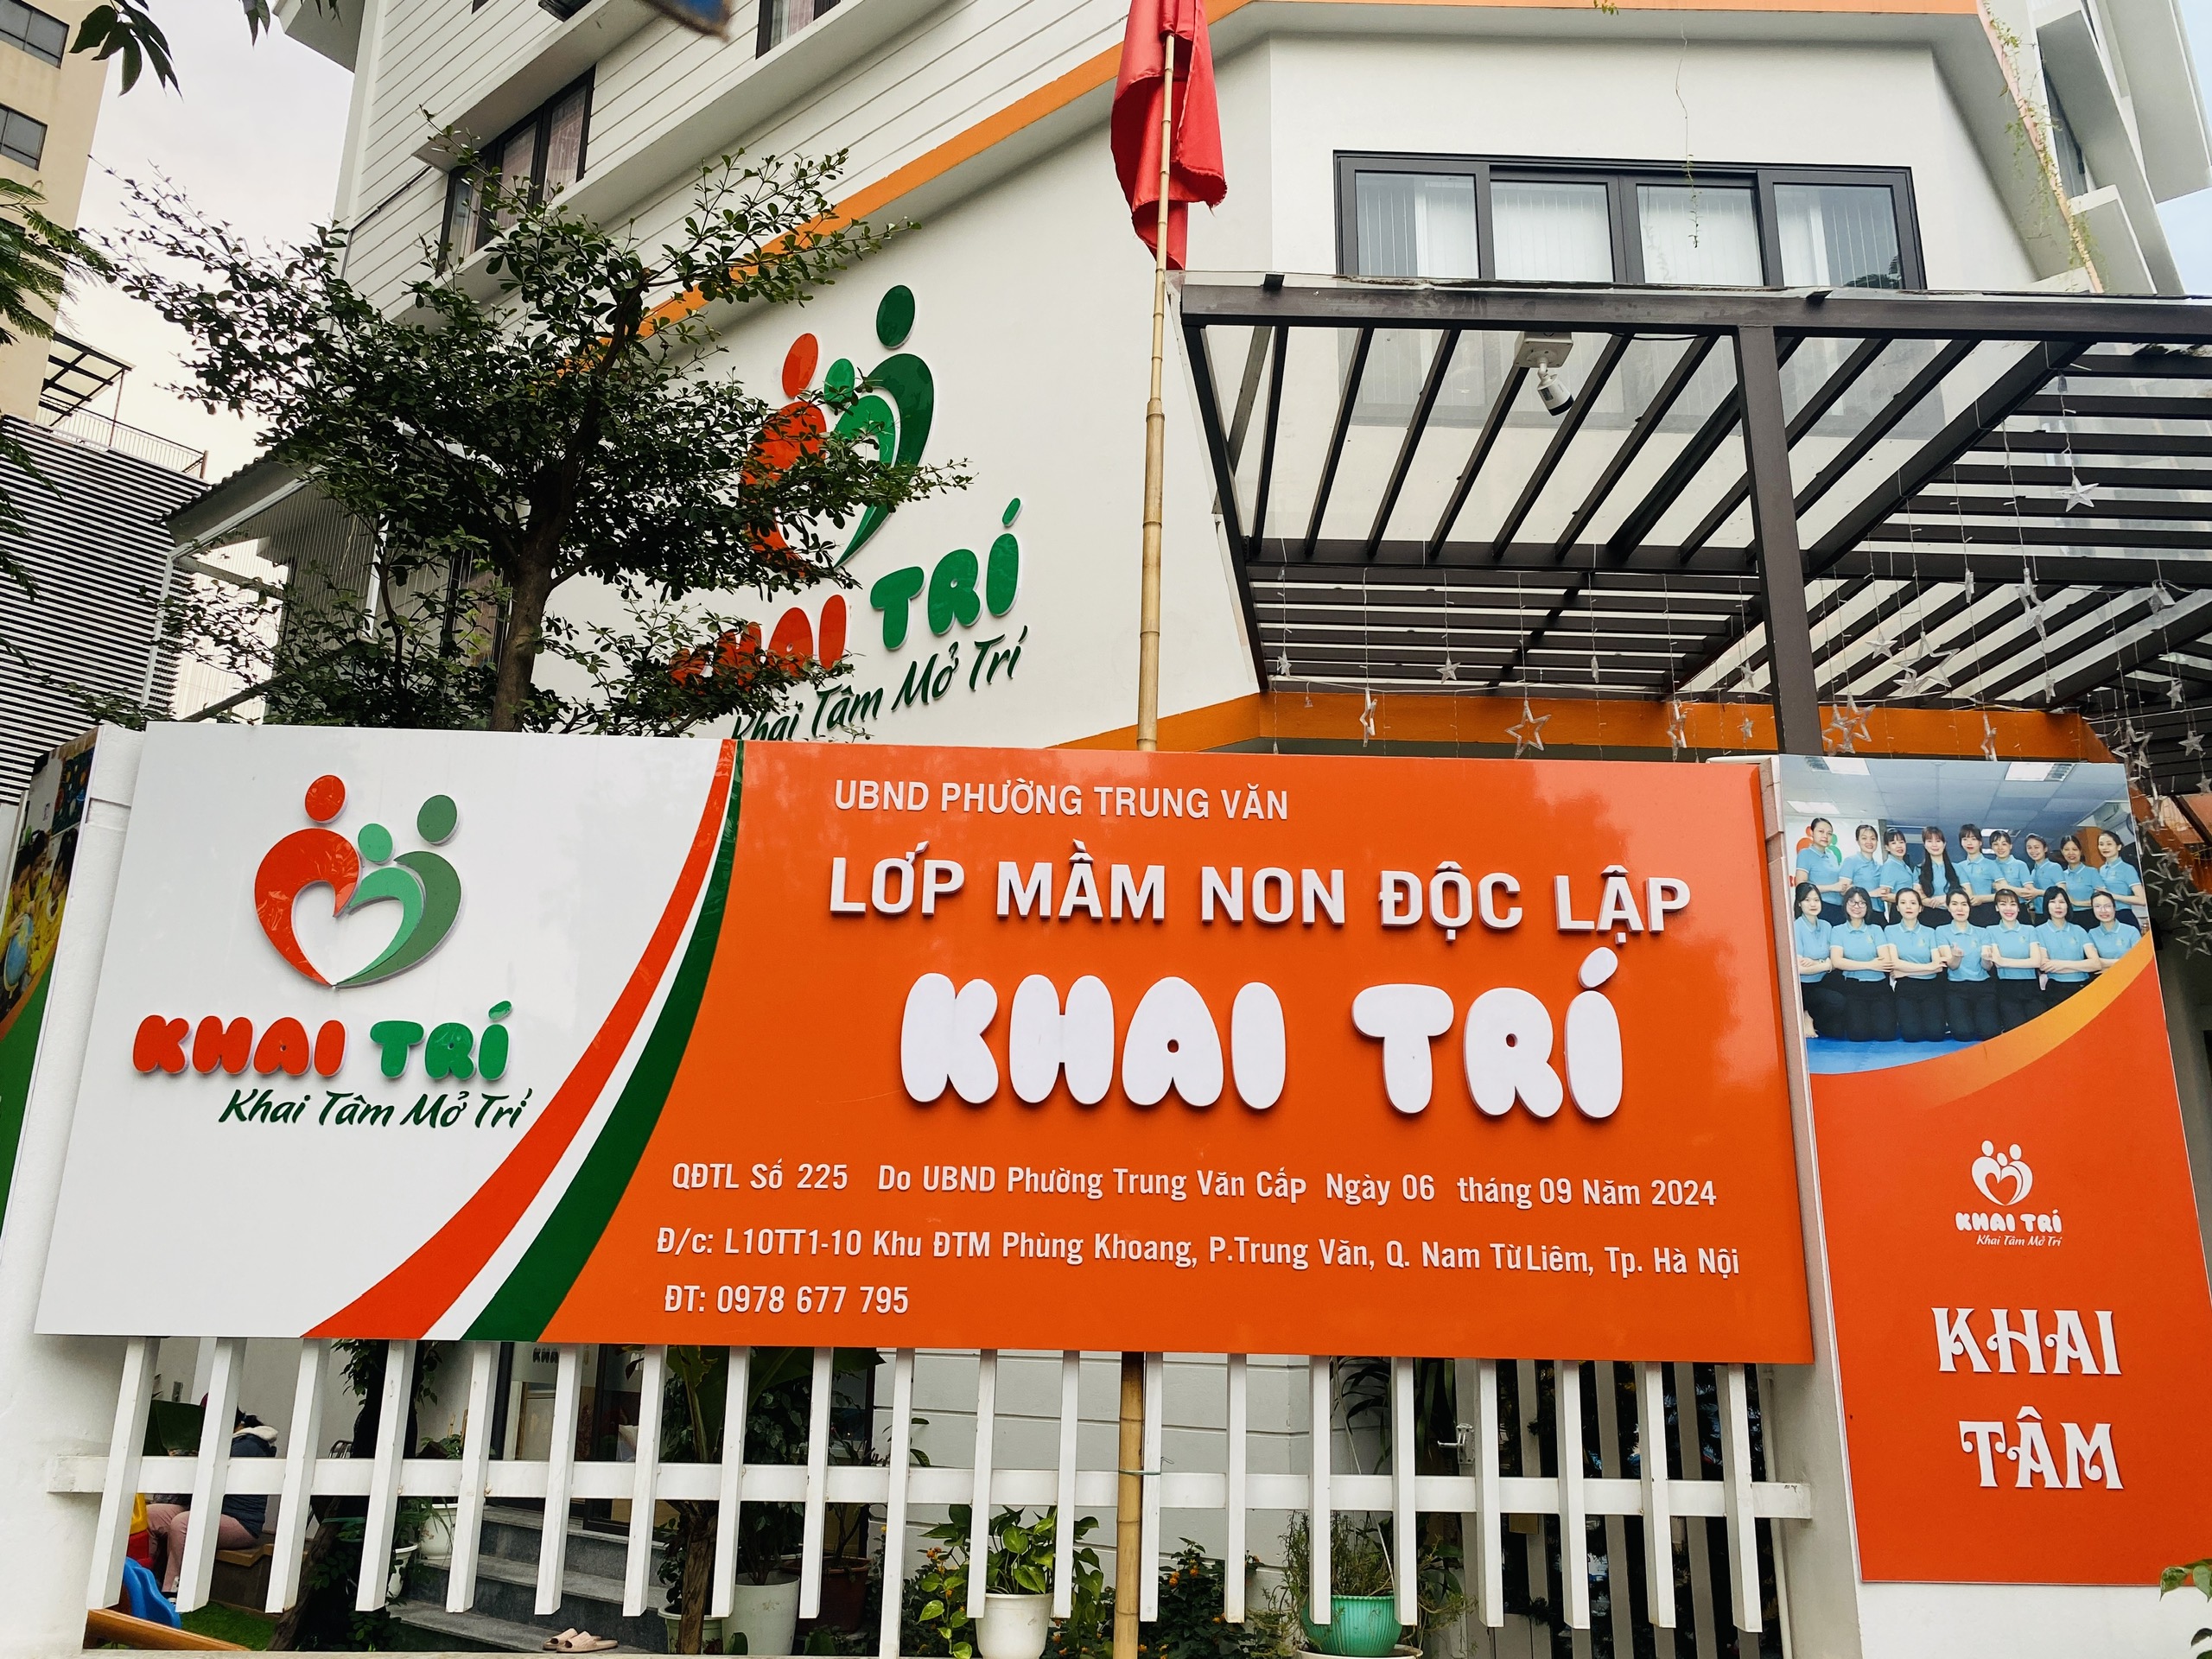 KHAI TRÍ
Khai Tâm Mở Trí
KHAI TRÍ
Khai Tâm Mở Trí
UBND PHƯỜNG TRUNG VĂN
LỚP MẦM NON ĐỘC LẬP
KHAI TRÍ
QĐTL Số 225 Do UBND Phường Trung Văn Cấp Ngày 06 tháng 09 Năm 2024
Đ/c: L10TT1-10 Khu ĐTM Phùng Khoang, P.Trung Văn, Q. Nam Từ Liêm, Tp. Hà Nội
ĐT: 0978 677 795
KHAI TRÍ
Khai Tâm Mở Trí
KHAI
TÂM